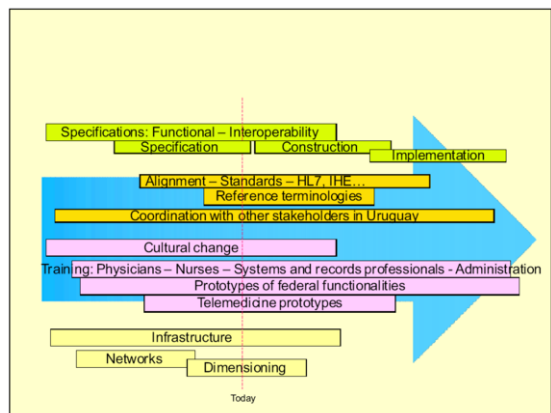 Specifications: Functional – Interoperability
Specification
Construction
Implementation
Alignment – Standards – HL7, IHE…
Reference terminologies
Coordination with other stakeholders in Uruguay
Cultural change
Training: Physicians – Nurses – Systems and records professionals - Administration
Prototypes of federal functionalities
Telemedicine prototypes
Infrastructure
Networks
Dimensioning
Today